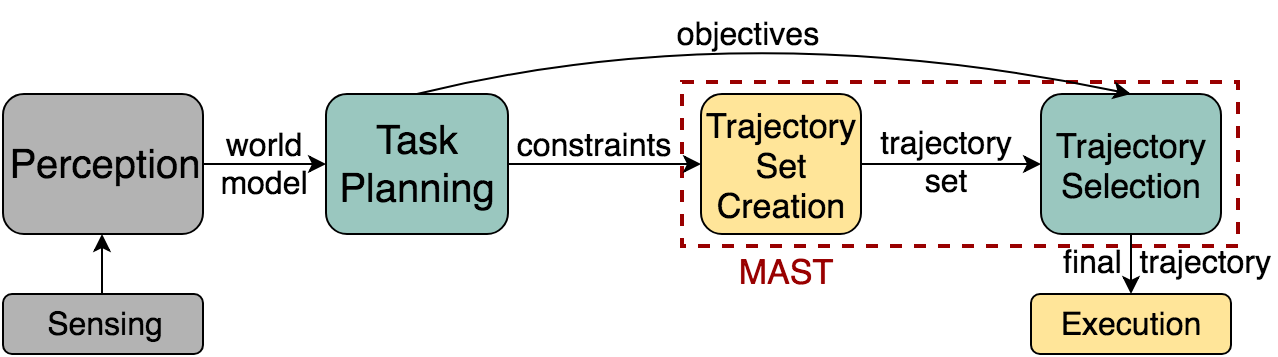 objectives
Perception
world
model
Task
Planning
constraints
Trajectory
Set
Creation
trajectory
set
Trajectory
Selection
MAST
final trajectory
Sensing
Execution